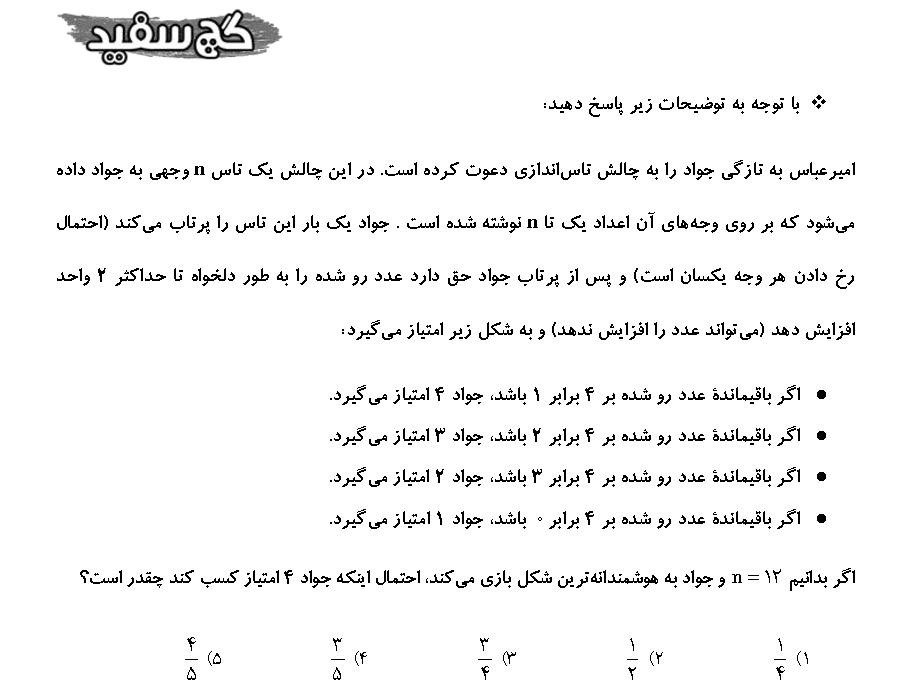 گچ سفید
❖ با توجه به توضیحات زیر پاسخ دهید:
امیرعباس به تازگی جواد را به چالش تاس‌اندازی دعوت کرده است. در این چالش یک تاس n وجهی به جواد داده
می‌شود که بر روی وجه‌های آن اعداد یک تا n نوشته شده است . جواد یک بار این تاس را پرتاب می‌کند (احتمال
رخ دادن هر وجه یکسان است) و پس از پرتاب جواد حق دارد عدد رو شده را به طور دلخواه تا حداکثر ۲ واحد
افزایش دهد (می‌تواند عدد را افزایش ندهد) و به شکل زیر امتیاز می‌گیرد:
● اگر باقیماندهٔ عدد رو شده بر ۴ برابر ۱ باشد، جواد ۴ امتیاز می‌گیرد.
● اگر باقیماندهٔ عدد رو شده بر ۴ برابر ۲ باشد، جواد ۳ امتیاز می‌گیرد.
● اگر باقیماندهٔ عدد رو شده بر ۴ برابر ۳ باشد، جواد ۲ امتیاز می‌گیرد.
● اگر باقیماندهٔ عدد رو شده بر ۴ برابر ۰ باشد، جواد ۱ امتیاز می‌گیرد.
اگر بدانیم n = ۱۲ و جواد به هوشمندانه‌ترین شکل بازی می‌کند، احتمال اینکه جواد ۴ امتیاز کسب کند چقدر است؟
۱) ۱/۴ ۲) ۱/۲ ۳) ۳/۴ ۴) ۳/۵ ۵) ۴/۵